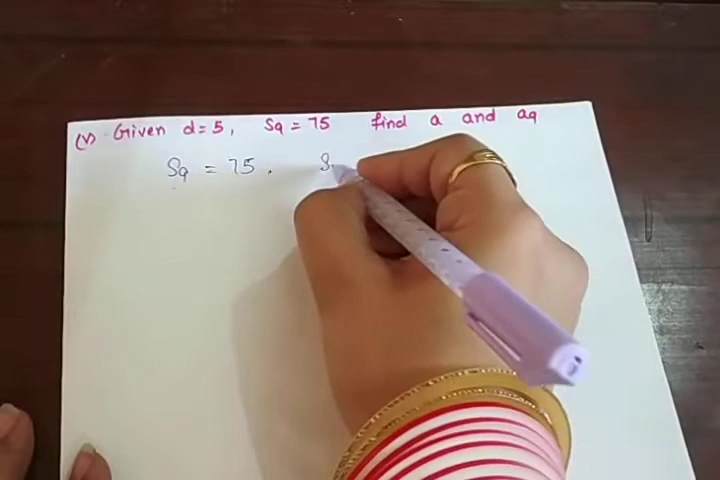 (v) Given d=5, S9 = 75 find a and a9
S9 = 75. S